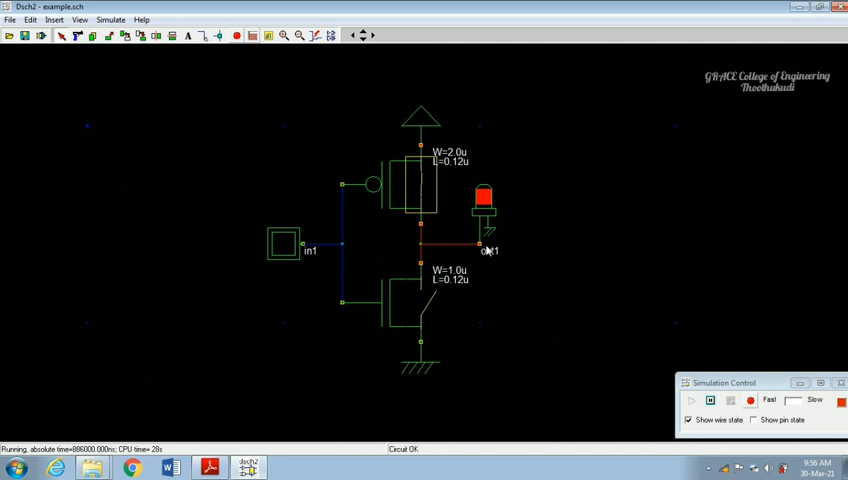 Dsch2 - example.sch
File Edit Insert View Simulate Help
A
GRACE College of Engineering
Thoothukudi
W=2.0u
L=0.12u
in1
out1
W=1.0u
L=0.12u
Simulation Control
Fast Slow
Show wire state Show pin state
Running, absolute time=886000.000ns; CPU time= 28s Circuit OK
dsch2
9:56 AM
30-Mar-21